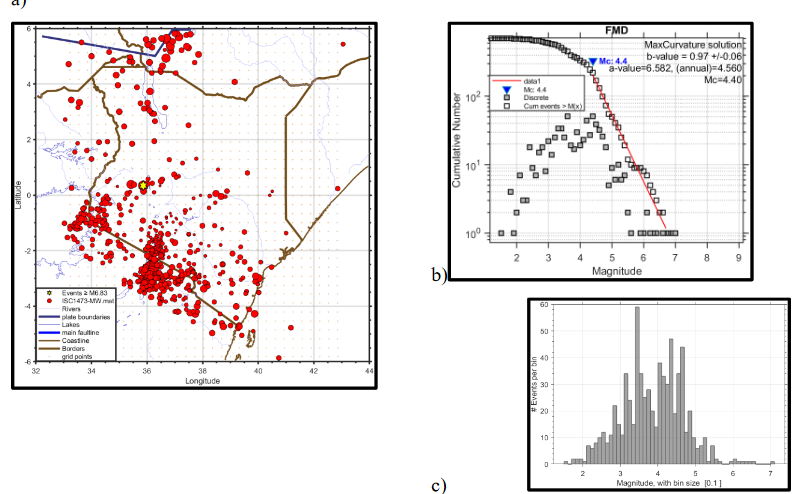 a)
6
4
2
0
-2
-4
-6
Latitude
32
34
36
38
40
42
44
Longitude
Events ≥ M6.83
ISC1473-MW.mat
Rivers
plate boundaries
Lakes
main faultline
Coastline
Borders
grid points
b)
FMD
MaxCurvature solution
b-value = 0.97 +/-0.06
a-value=6.582, (annual)=4.560
Mc=4.40
Mc: 4.4
data1
Mc: 4.4
Discrete
Cum events > M(x)
Cumulative Number
10²
10¹
10⁰
2 3 4 5 6 7 8 9
Magnitude
c)
60
50
40
30
20
10
0
# Events per bin
2 3 4 5 6 7
Magnitude, with bin size [0.1 ]